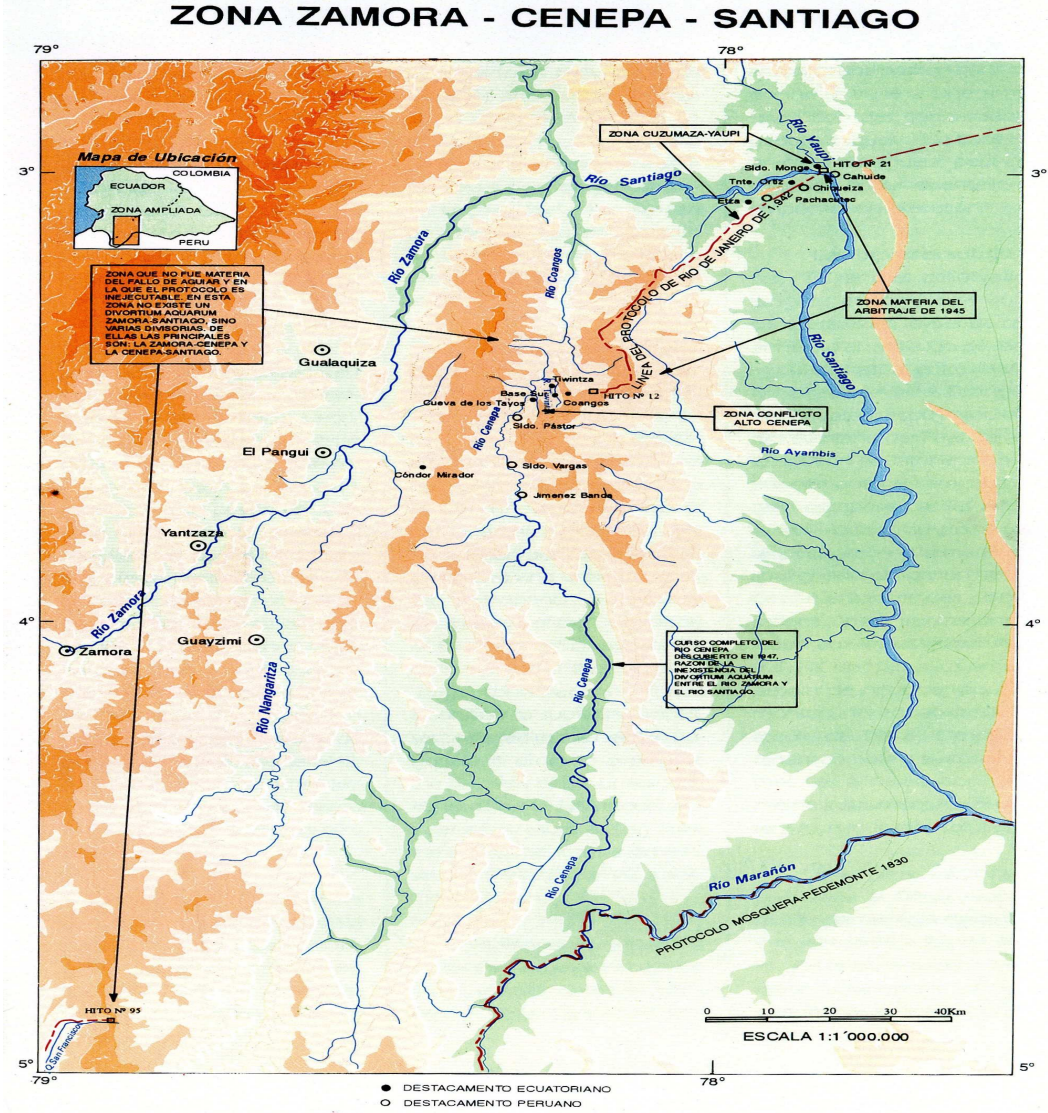 ZONA ZAMORA - CENEPA - SANTIAGO
79°
78°
ZONA CUZUMAZA-YAUPI
Río Yaupi
Mapa de Ubicación
COLOMBIA
ECUADOR
ZONA AMPLIADA
PERU
3°
3°
Río Santiago
Sldo. Monge
HITO Nº 21
Cahuide
Tnte. Ortiz
Chiqueiza
Etza
Pachacutec
LINEA DEL PROTOCOLO DE RIO DE JANEIRO DE 1.942
Río Zamora
Río Coangos
ZONA QUE NO FUE MATERIA
DEL FALLO DE AGUIAR Y EN
LA QUE EL PROTOCOLO ES
INEJECUTABLE. EN ESTA
ZONA NO EXISTE UN
DIVORTIUM AQUARUM
ZAMORA-SANTIAGO, SINO
VARIAS DIVISORIAS. DE
ELLAS LAS PRINCIPALES
SON: LA ZAMORA-CENEPA Y
LA CENEPA-SANTIAGO.
ZONA MATERIA DEL
ARBITRAJE DE 1945
Río Santiago
Gualaquiza
Tiwintza
Base Sur
Cueva de los Tayos
Coangos
HITO Nº 12
Río Cenepa
Sldo. Pástor
ZONA CONFLICTO
ALTO CENEPA
El Pangui
Río Ayambis
Cóndor Mirador
Sldo. Vargas
Jimenez Banda
Yantzaza
Río Zamora
4°
4°
Zamora
Guayzimi
Río Nangaritza
CURSO COMPLETO DEL
RIO CENEPA
DESCUBIERTO EN 1947,
RAZON DE LA
INEXISTENCIA DEL
DIVORTIUM AQUARIUM
ENTRE EL RIO ZAMORA Y
EL RIO SANTIAGO.
Río Cenepa
Río Cenepa
Río Marañón
PROTOCOLO MOSQUERA-PEDEMONTE 1830
HITO Nº 95
Q.San Francisco
0 10 20 30 40Km
ESCALA 1:1´000.000
5°
5°
79°
78°
DESTACAMENTO ECUATORIANO
DESTACAMENTO PERUANO